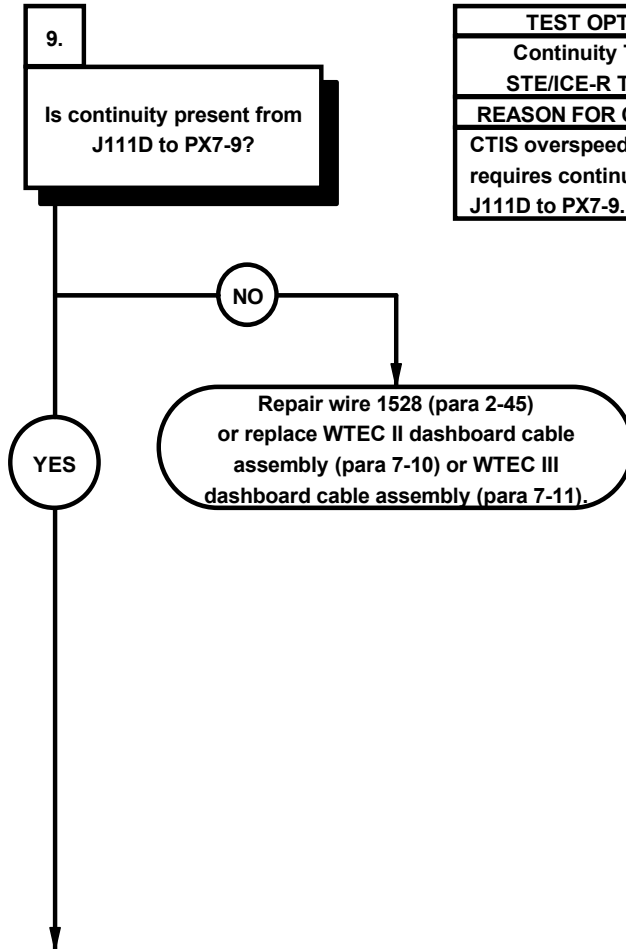 9.
Is continuity present from
J111D to PX7-9?
TEST OPT
Continuity
STE/ICE-R
REASON FOR
CTIS overspeed
requires
J111D to PX7-9.
NO
YES
Repair wire 1528 (para 2-45)
or replace WTEC II dashboard cable
assembly (para 7-10) or WTEC III
dashboard cable assembly (para 7-11).